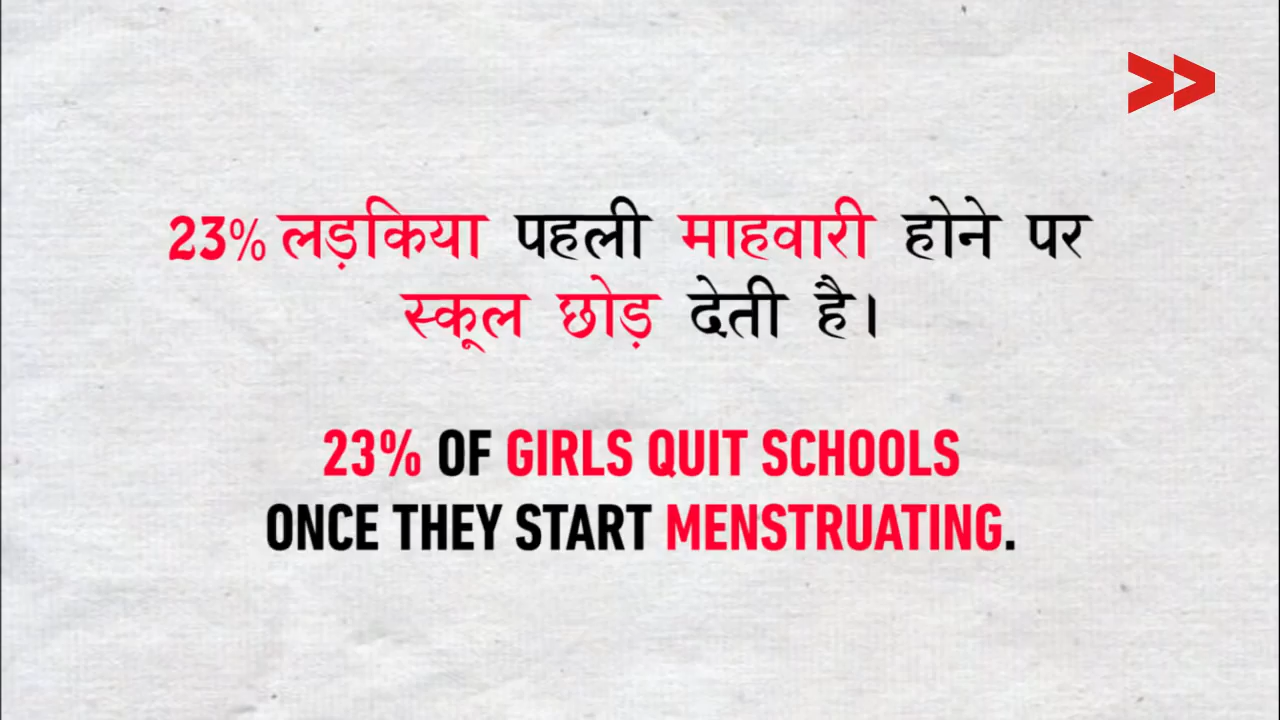 23% लड़किया पहली माहवारी होने पर
स्कूल छोड़ देती है।
23% OF GIRLS QUIT SCHOOLS
ONCE THEY START MENSTRUATING.